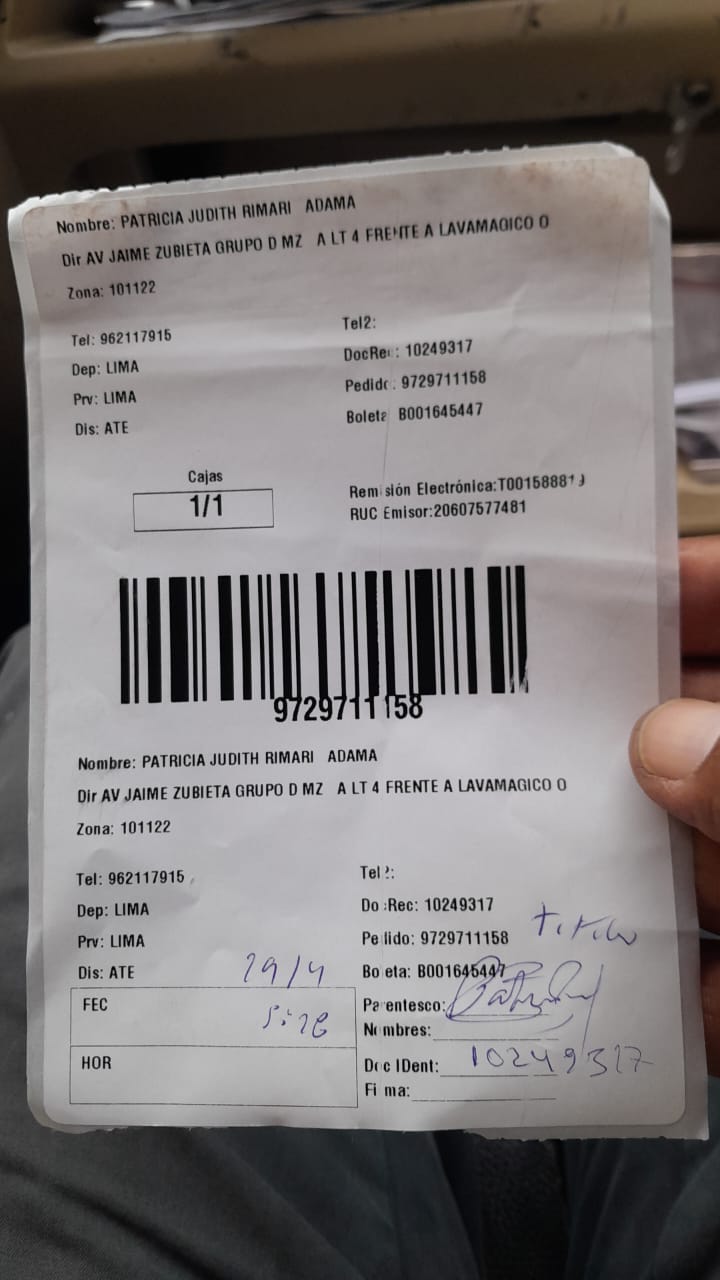 Nombre: PATRICIA JUDITH RIMARI ADAMA
Dir AV JAIME ZUBIETA GRUPO D MZ A LT 4 FRENTE A LAVAMAGICO O
Zona: 101122
Tel: 962117915 Tel2:
Dep: LIMA DocRec: 10249317
Prv: LIMA Pedido: 9729711158
Dis: ATE Boleta B001645447
Cajas
1/1
Remisión Electrónica:
RUC Emisor:20607577481
9729711158
Nombre: PATRICIA JUDITH RIMARI ADAMA
Dir AV JAIME ZUBIETA GRUPO D MZ A LT 4 FRENTE A LAVAMAGICO O
Zona: 101122
Tel: 962117915 Tel2:
Dep: LIMA DocRec: 10249317
Prv: LIMA Pedido: 9729711158
Dis: ATE 29/4 Boleta: B001645447
FEC Parentesco:
Nombres:
HOR Doc IDent: 10249317
Firma: